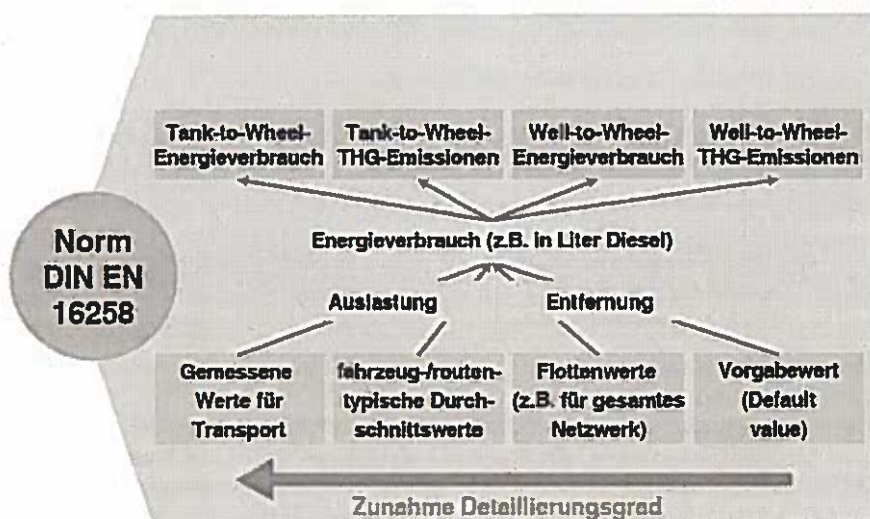 Tank-to-Wheel-
Energieverbrauch
Tank-to-Wheel-
THG-Emissionen
Well-to-Wheel-
Energieverbrauch
Well-to-Wheel-
THG-Emissionen
Norm
DIN EN
16258
Energieverbrauch (z.B. in Liter Diesel)
Auslastung
Entfernung
Gemessene
Werte für
Transport
fahrzeug-/routen-
typische Durch-
schnittswerte
Flottenwerte
(z.B. für gesamtes
Netzwerk)
Vorgabewert
(Default
value)
Zunahme Detaillierungsgrad